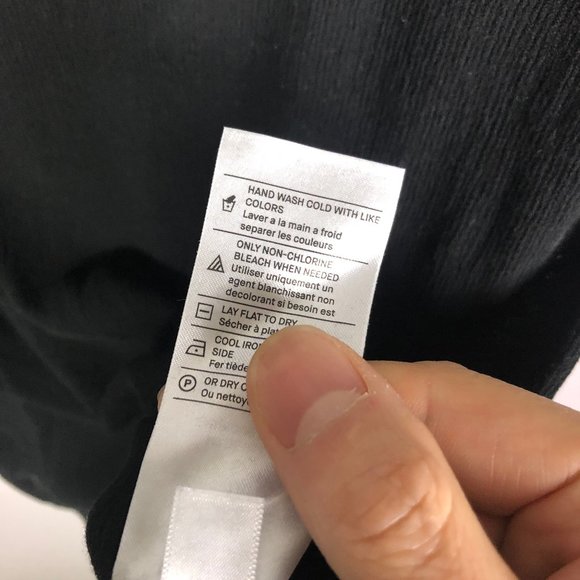 HAND WASH COLD WITH LIKE
COLORS
Laver a la main a froid
separer les couleurs
ONLY NON-CHLORINE
BLEACH WHEN NEEDED
Utiliser uniquement un
agent blanchissant non
decolorant si besoin est
LAY FLAT TO DRY
Sécher à plat
COOL IRON
SIDE
Fer tiède
P OR DRY
Ou